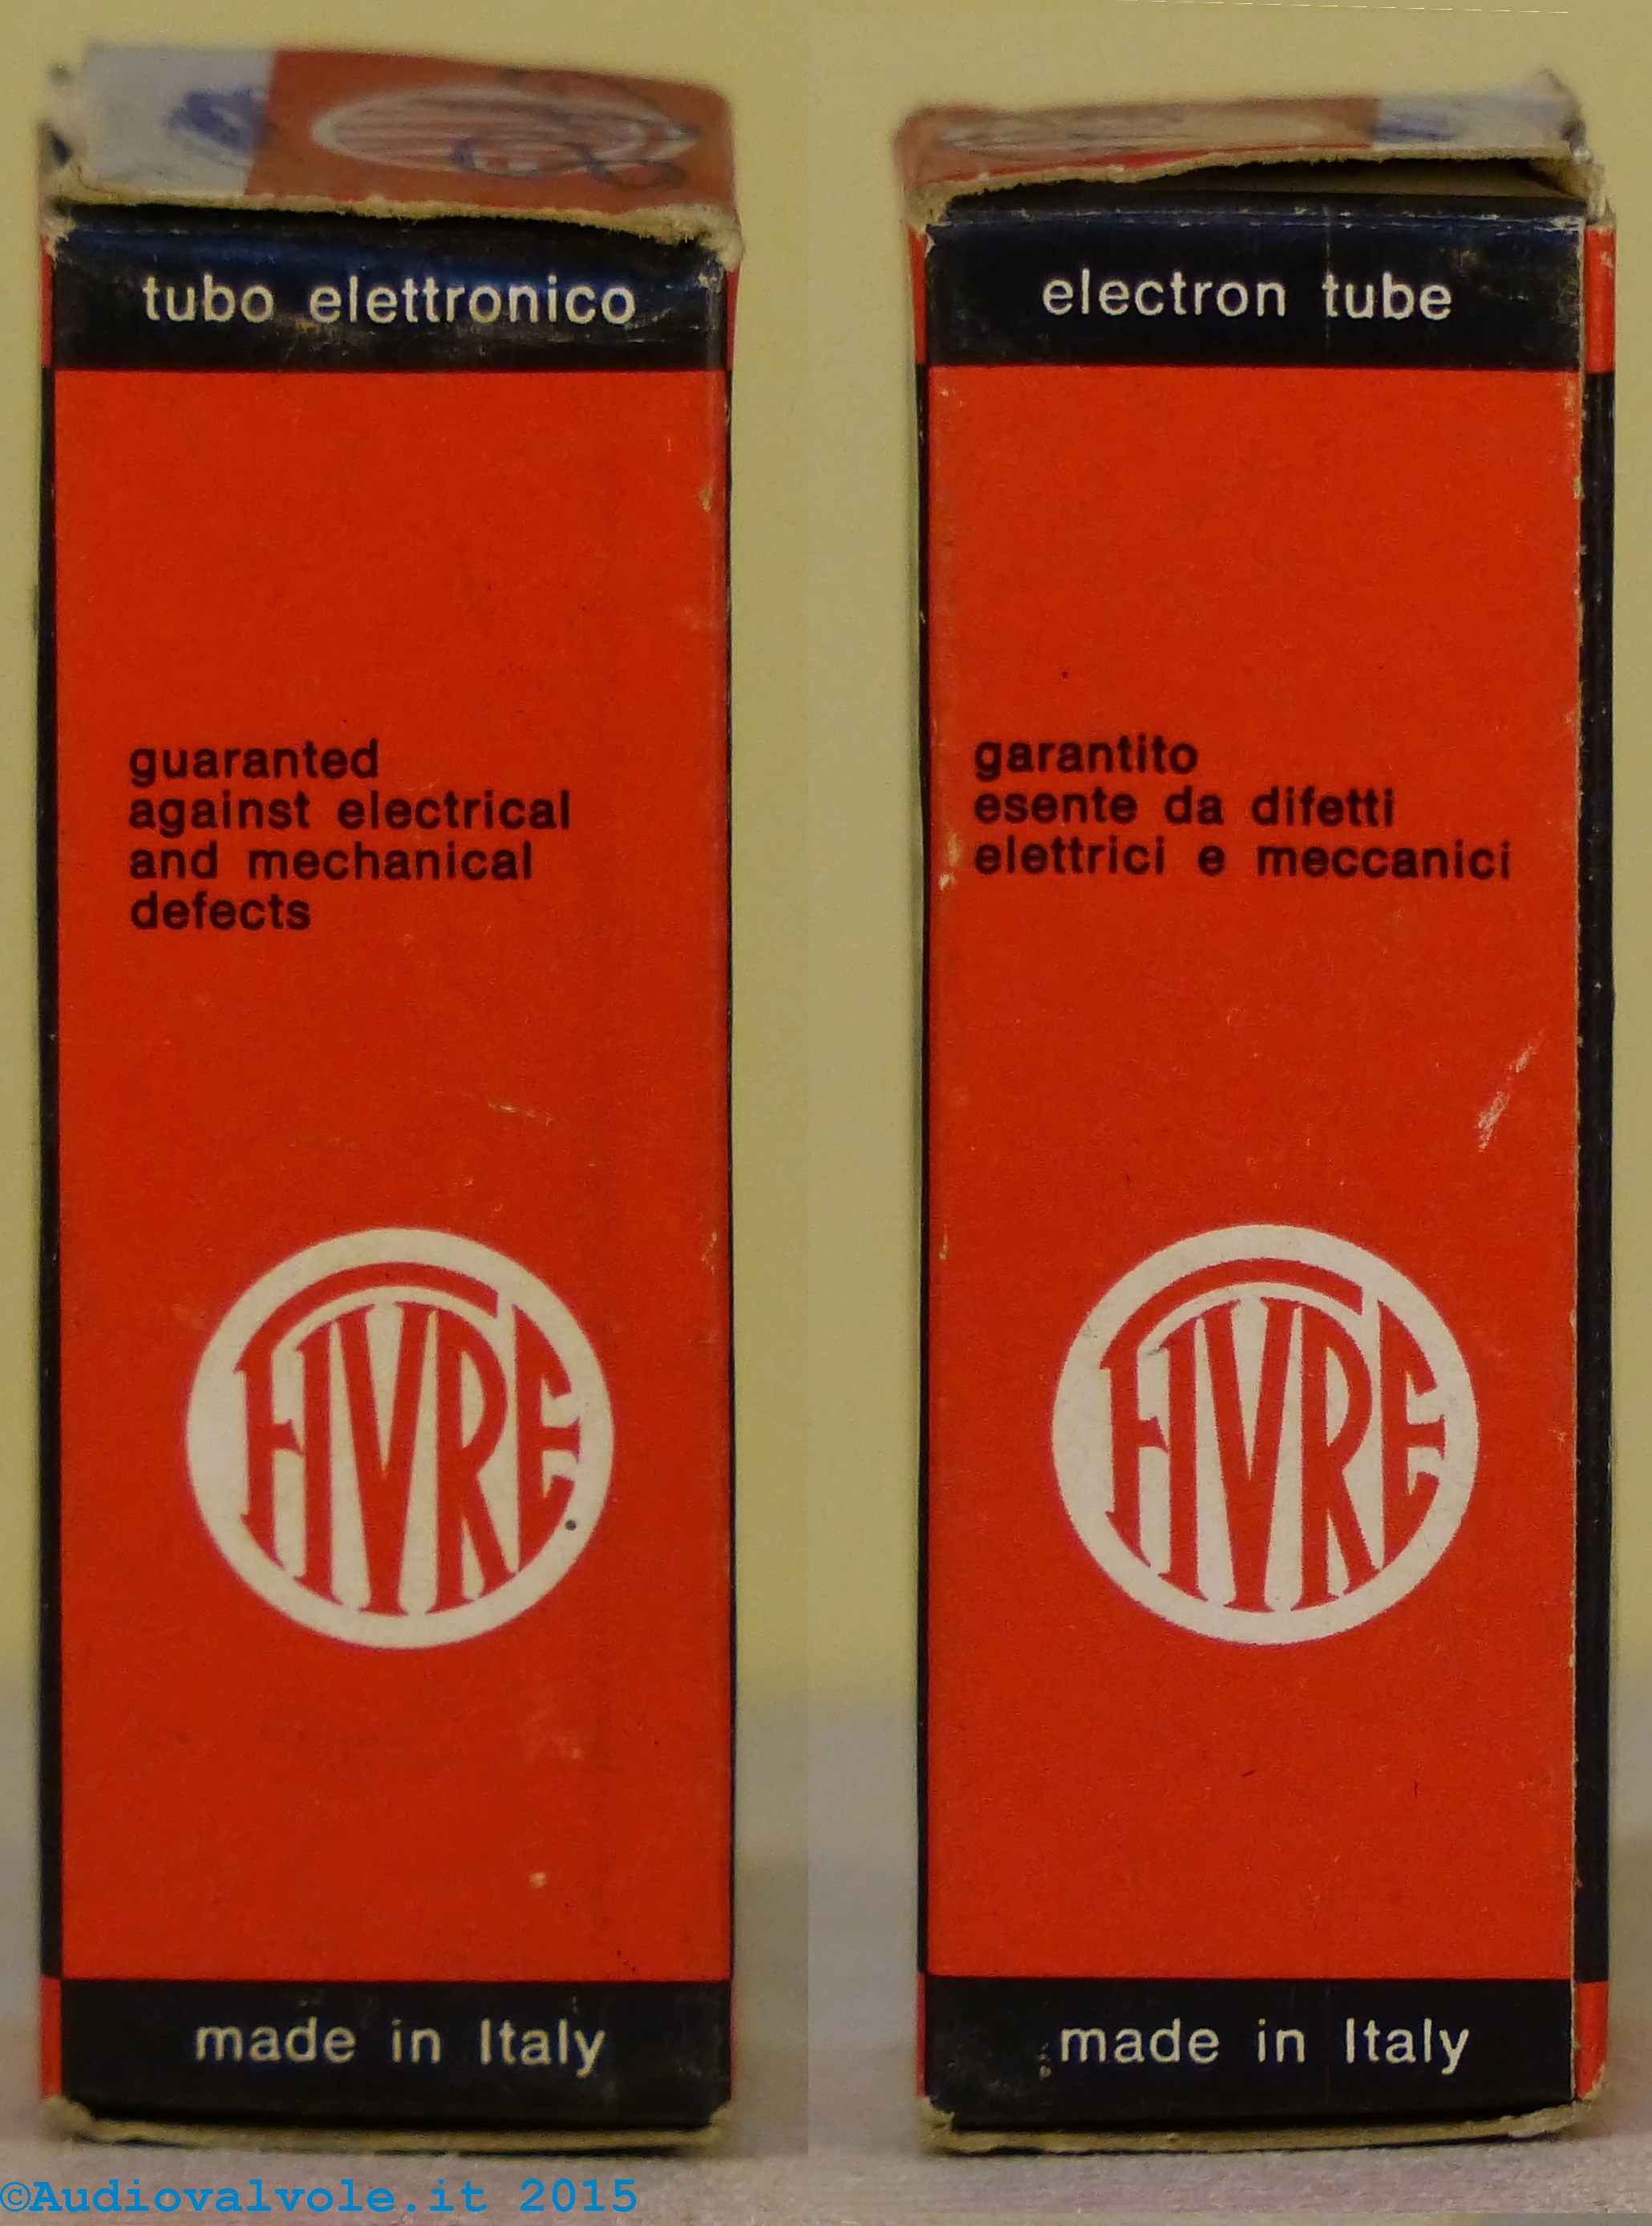 tubo elettronico
guaranted
against electrical
and mechanical
defects
FIVRE
made in Italy
electron tube
garantito
esente da difetti
elettrici e meccanici
FIVRE
made in Italy
©Audiovalvole.it 2015